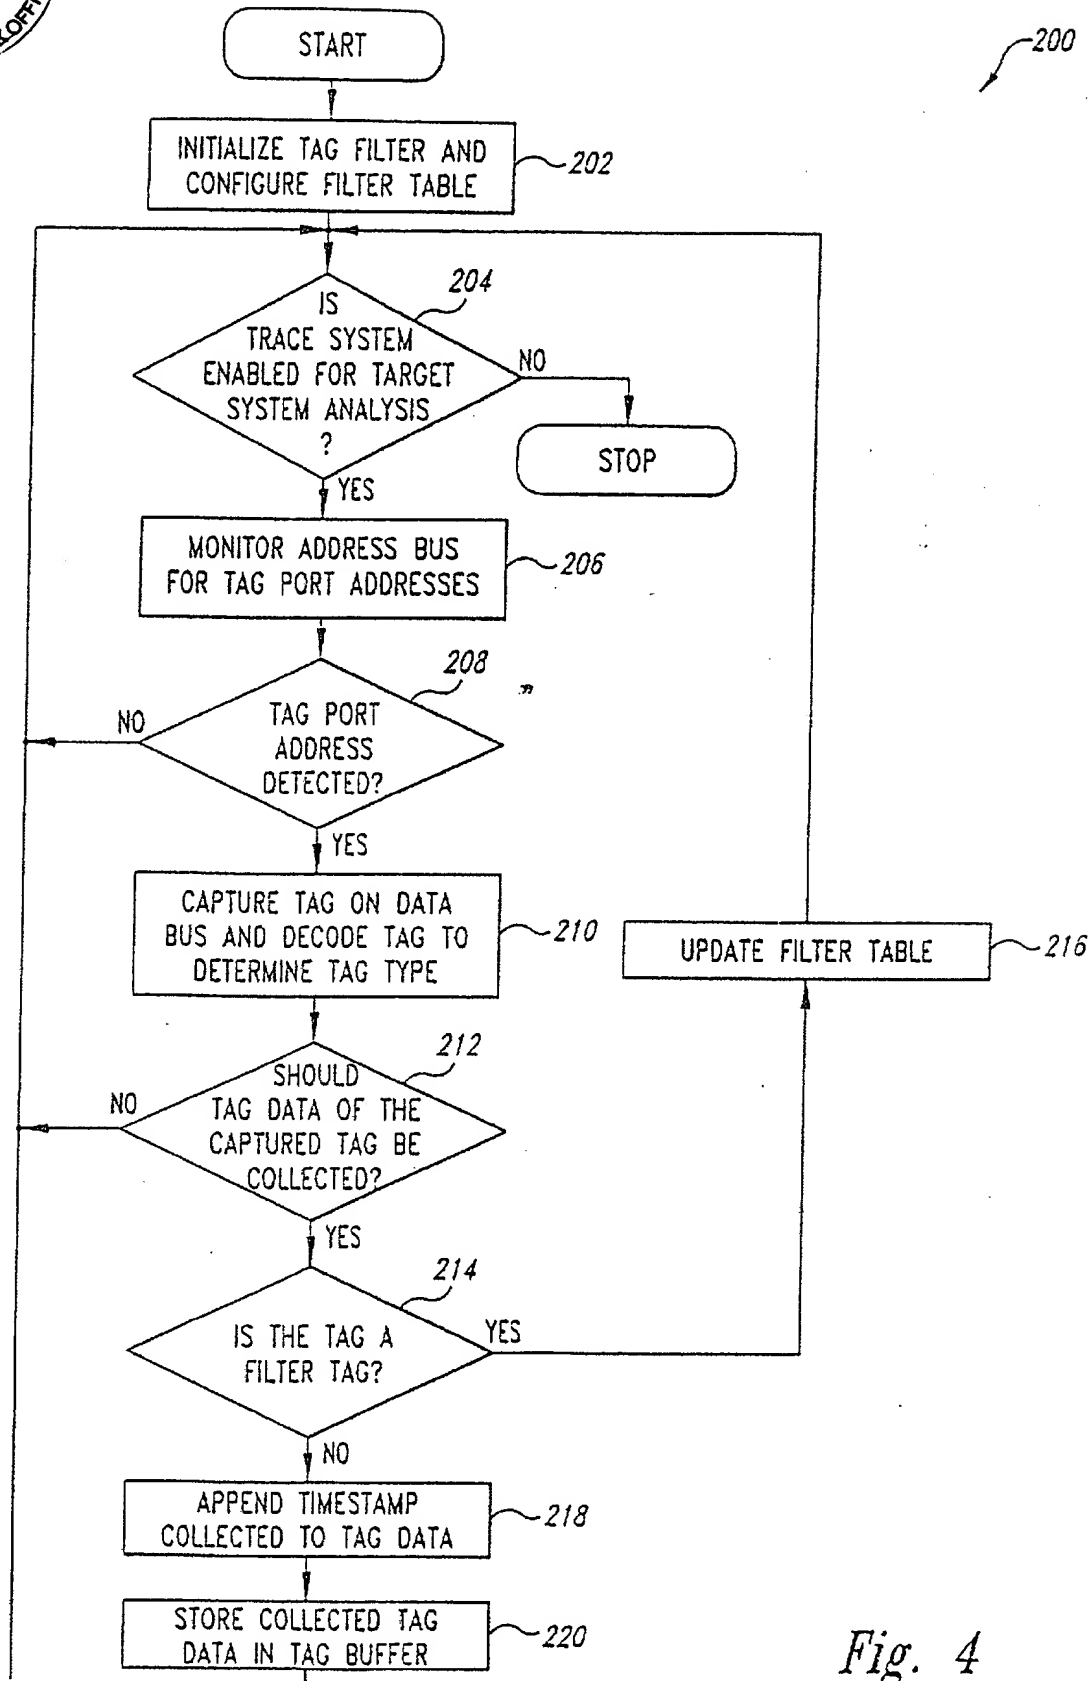 START
200
INITIALIZE TAG FILTER AND
CONFIGURE FILTER TABLE
202
204
IS
TRACE SYSTEM
ENABLED FOR TARGET
SYSTEM ANALYSIS
?
NO
STOP
YES
MONITOR ADDRESS BUS
FOR TAG PORT ADDRESSES
206
208
TAG PORT
ADDRESS
DETECTED?
NO
YES
CAPTURE TAG ON DATA
BUS AND DECODE TAG TO
DETERMINE TAG TYPE
210
UPDATE FILTER TABLE
216
212
SHOULD
TAG DATA OF THE
CAPTURED TAG BE
COLLECTED?
NO
YES
214
IS THE TAG A
FILTER TAG?
YES
NO
APPEND TIMESTAMP
COLLECTED TO TAG DATA
218
STORE COLLECTED TAG
DATA IN TAG BUFFER
220
Fig. 4